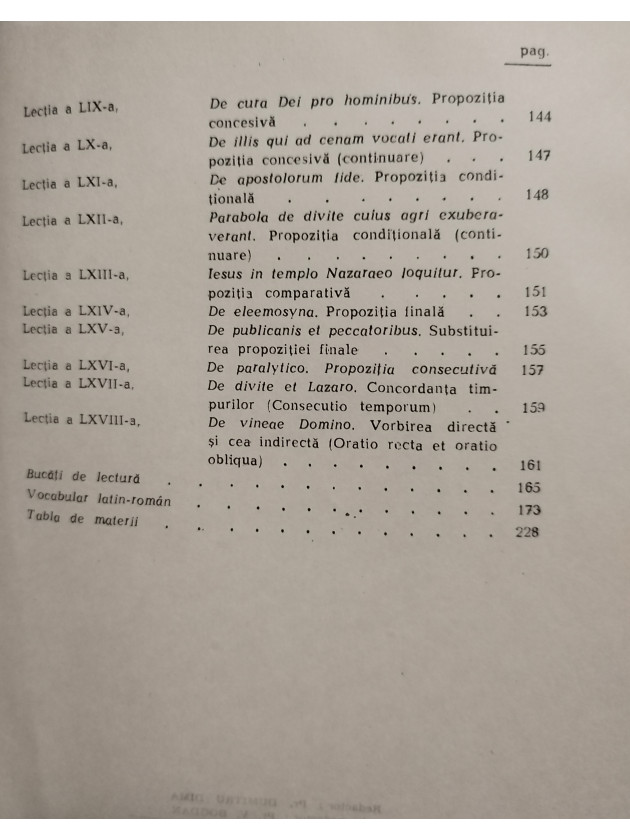 pag.
Lecția a LIX-a, De cura Dei pro hominibus. Propoziția
concesivă . . . . . . . 144
Lecția a LX-a, De illis qui ad cenam vocati erant. Pro-
poziția concesivă (continuare) . . . 147
Lecția a LXI-a, De apostolorum fide. Propoziția condi-
țională . . . . . . . 148
Lecția a LXII-a, Parabola de divite cuius agri exubera-
verant. Propoziția condițională (conti-
nuare) . . . . . . . 150
Lecția a LXIII-a, Iesus in templo Nazaraeo loquitur. Pro-
poziția comparativă . . . . . 151
Lecția a LXIV-a, De eleemosyna. Propoziția finală . . 153
Lecția a LXV-a, De publicanis et peccatoribus. Substitui-
rea propoziției finale . . . . . 155
Lecția a LXVI-a, De paralytico. Propoziția consecutivă 157
Lecția a LXVII-a, De divite et Lazaro. Concordanța tim-
purilor (Consecutio temporum) . . 159
Lecția a LXVIII-a, De vineae Domino. Vorbirea directă
și cea indirectă (Oratio recta et oratio
obliqua) . . . . . . . . 161
Bucăți de lectură . . . . . . . . . . . 165
Vocabular latin-român . . . . . . . . . . 173
Tabla de materii . . . . . . . . . . . 228